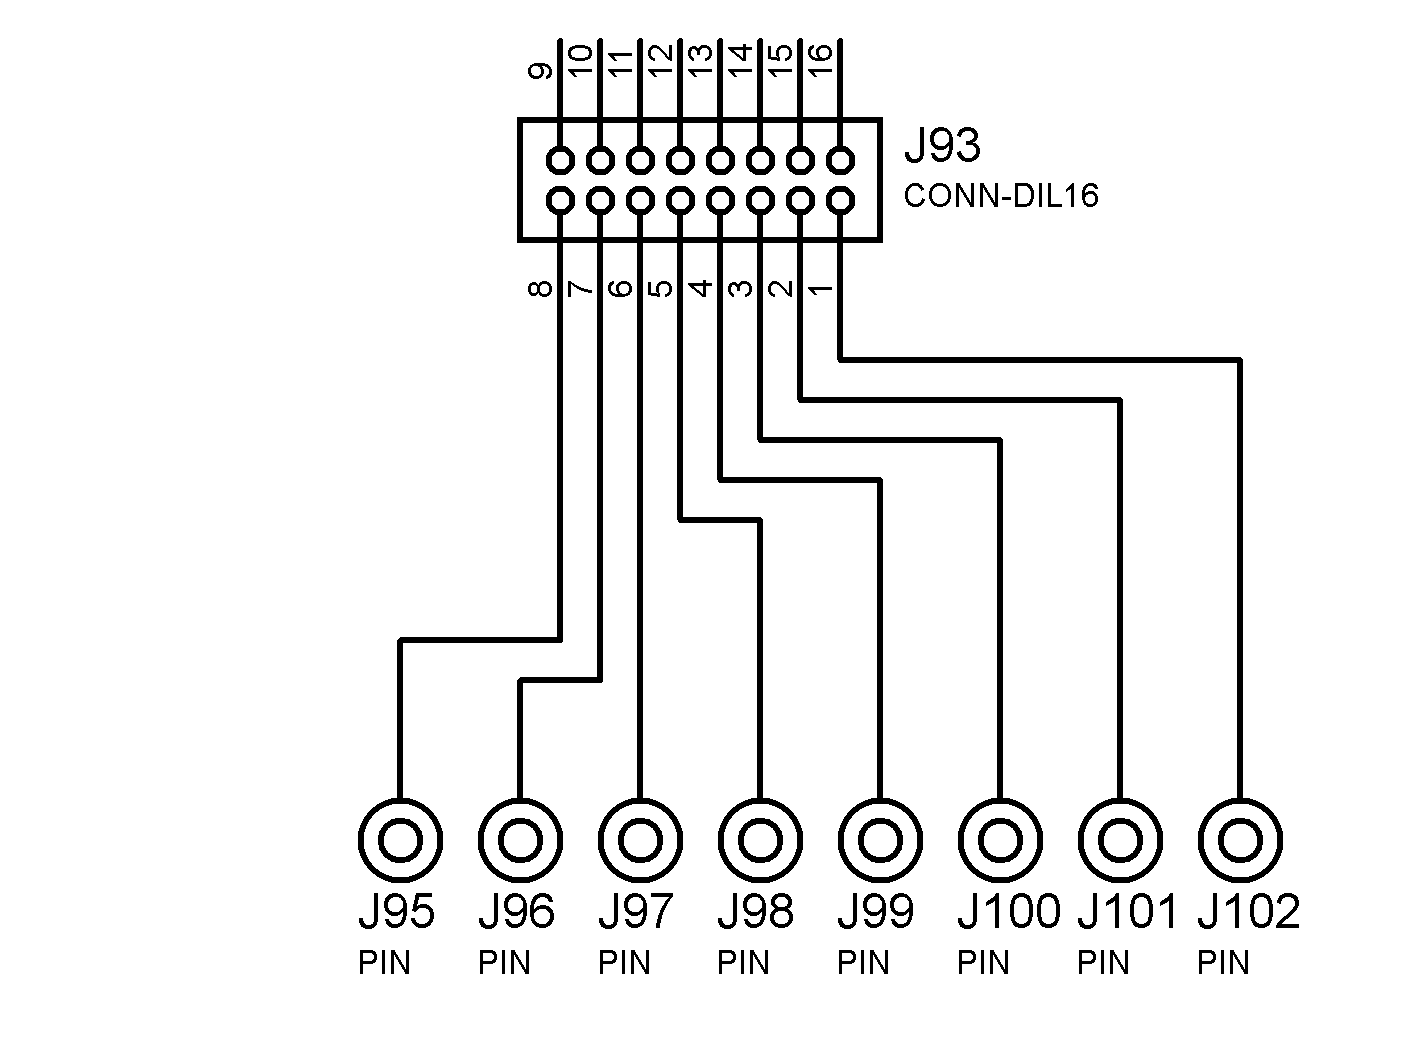 9 10 11 12 13 14 15 16
J93
CONN-DIL16
8 7 6 5 4 3 2 1
J95 J96 J97 J98 J99 J100 J101 J102
PIN PIN PIN PIN PIN PIN PIN PIN